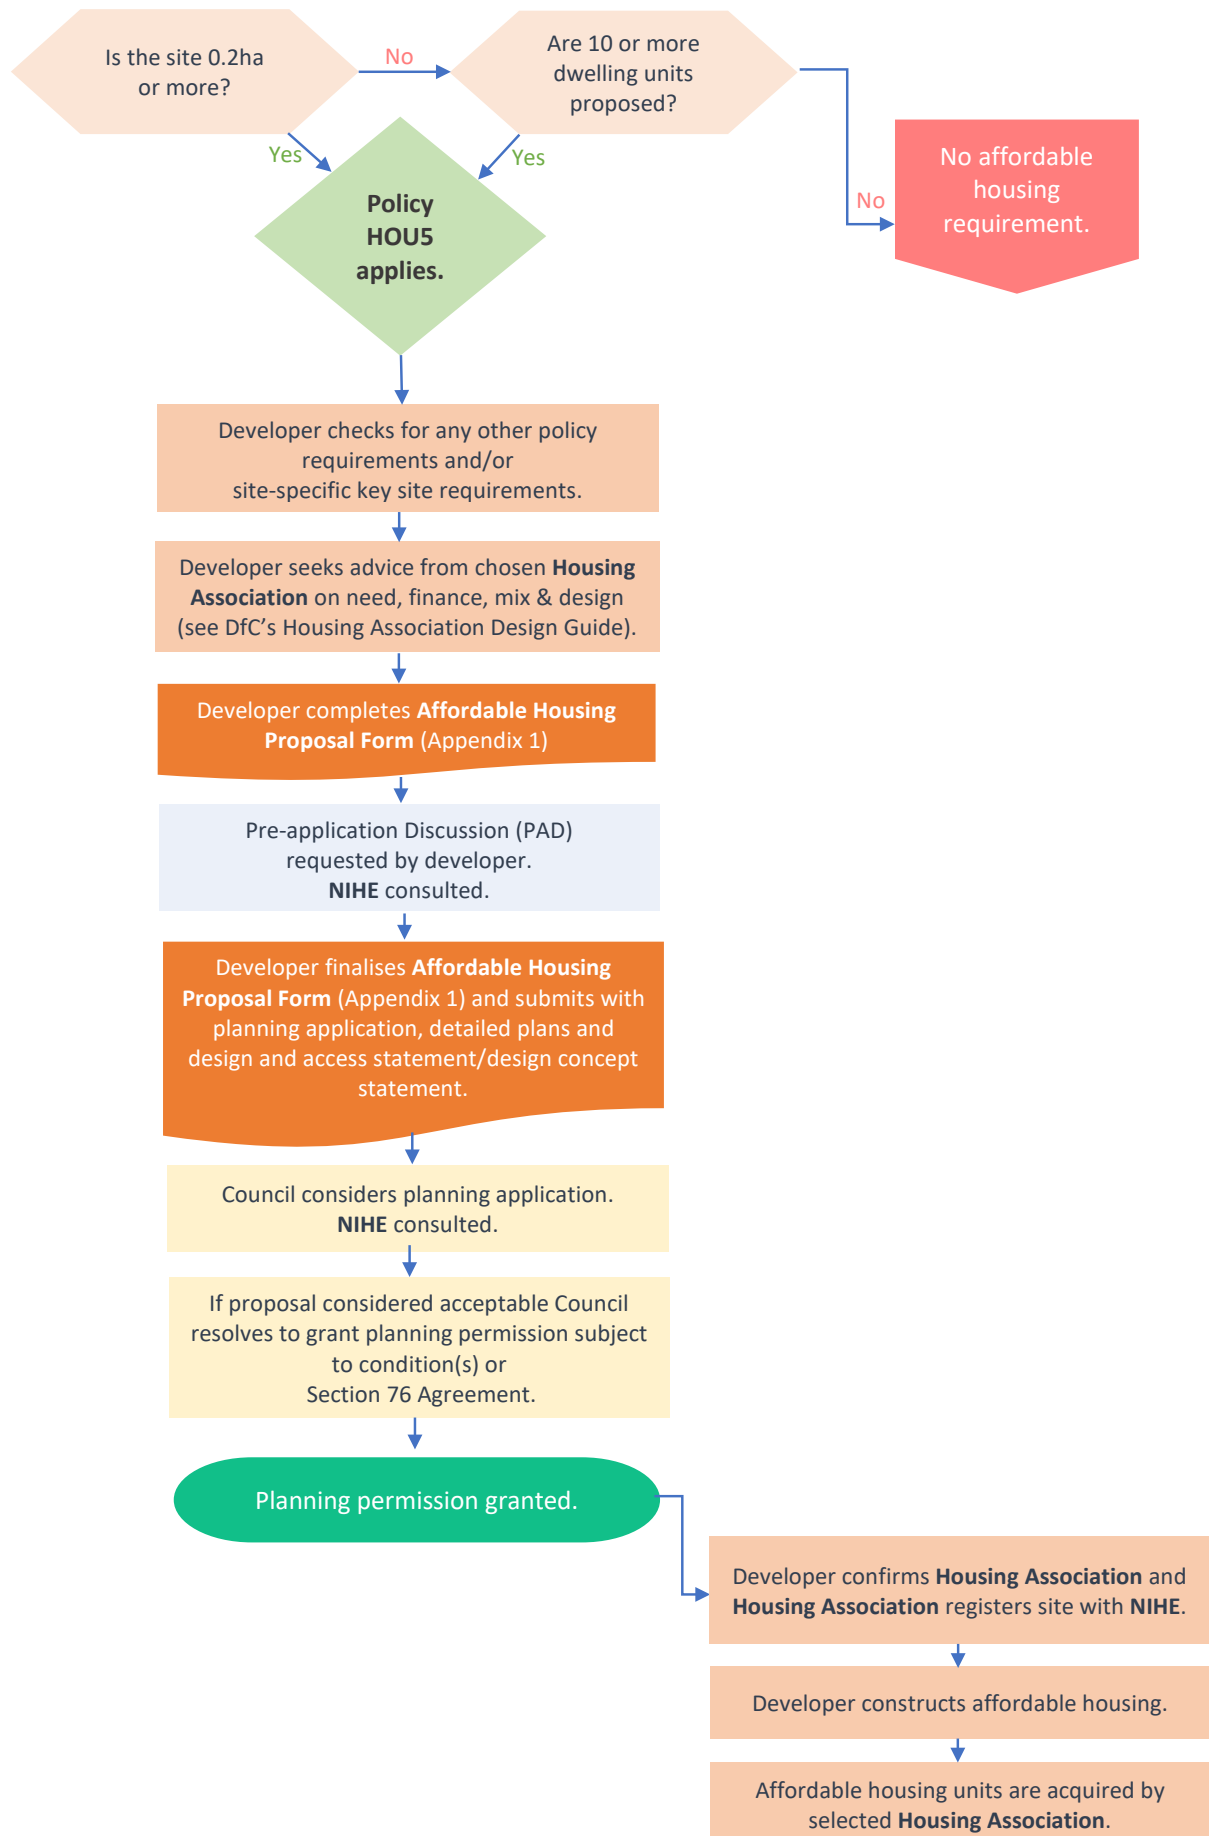 Is the site 0.2ha
or more?
No
Are 10 or more
dwelling units
proposed?
Yes
Yes
No
No affordable
housing
requirement.
Policy
HOU5
applies.
Developer checks for any other policy
requirements and/or
site-specific key site requirements.
Developer seeks advice from chosen Housing
Association on need, finance, mix & design
(see DfC's Housing Association Design Guide).
Developer completes Affordable Housing
Proposal Form (Appendix 1)
Pre-application Discussion (PAD)
requested by developer.
NIHE consulted.
Developer finalises Affordable Housing
Proposal Form (Appendix 1) and submits with
planning application, detailed plans and
design and access statement/design concept
statement.
Council considers planning application.
NIHE consulted.
If proposal considered acceptable Council
resolves to grant planning permission subject
to condition(s) or
Section 76 Agreement.
Planning permission granted.
Developer confirms Housing Association and
Housing Association registers site with NIHE.
Developer constructs affordable housing.
Affordable housing units are acquired by
selected Housing Association.